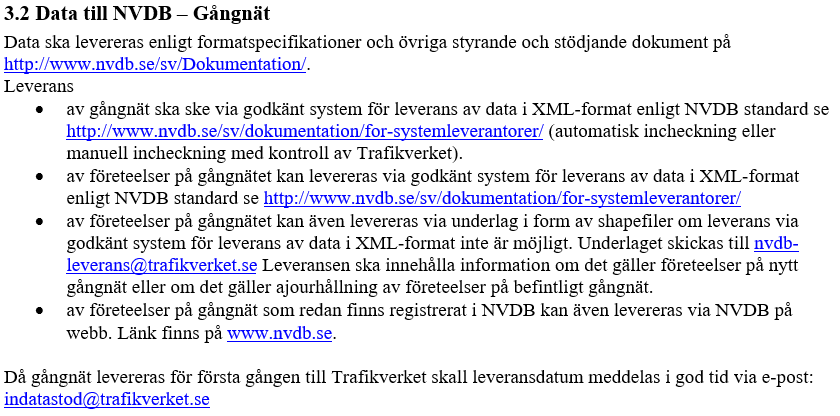 3.2 Data till NVDB – Gångnät
Data ska levereras enligt formatspecifikationer och övriga styrande och stödjande dokument på
http://www.nvdb.se/sv/Dokumentation/.
Leverans
• av gångnät ska ske via godkänt system för leverans av data i XML-format enligt NVDB standard se
http://www.nvdb.se/sv/dokumentation/for-systemleverantorer/ (automatisk incheckning eller
manuell incheckning med kontroll av Trafikverket).
• av företeelser på gångnätet kan levereras via godkänt system för leverans av data i XML-format
enligt NVDB standard se http://www.nvdb.se/sv/dokumentation/for-systemleverantorer/
• av företeelser på gångnätet kan även levereras via underlag i form av shapefiler om leverans via
godkänt system för leverans av data i XML-format inte är möjligt. Underlaget skickas till nvdb-
leverans@trafikverket.se Leveransen ska innehålla information om det gäller företeelser på nytt
gångnät eller om det gäller ajourhållning av företeelser på befintligt gångnät.
• av företeelser på gångnät som redan finns registrerat i NVDB kan även levereras via NVDB på
webb. Länk finns på www.nvdb.se.
Då gångnät levereras för första gången till Trafikverket skall leveransdatum meddelas i god tid via e-post:
indatastod@trafikverket.se